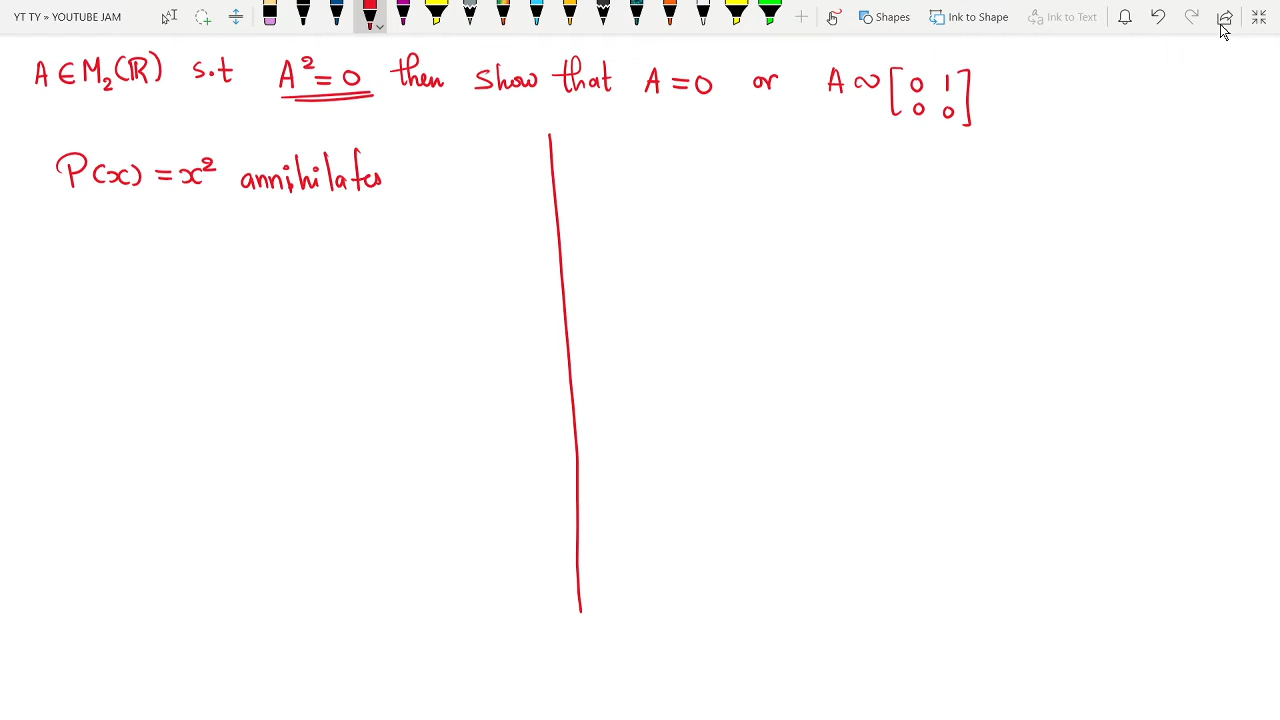 YT TY » YOUTUBE JAM
Shapes
Ink to Shape
Ink to Text
A ∈ M₂(ℝ) s.t A² = 0 then show that A = 0 or A ∼ [0 1
0 0]
P(x) = x² annihilates